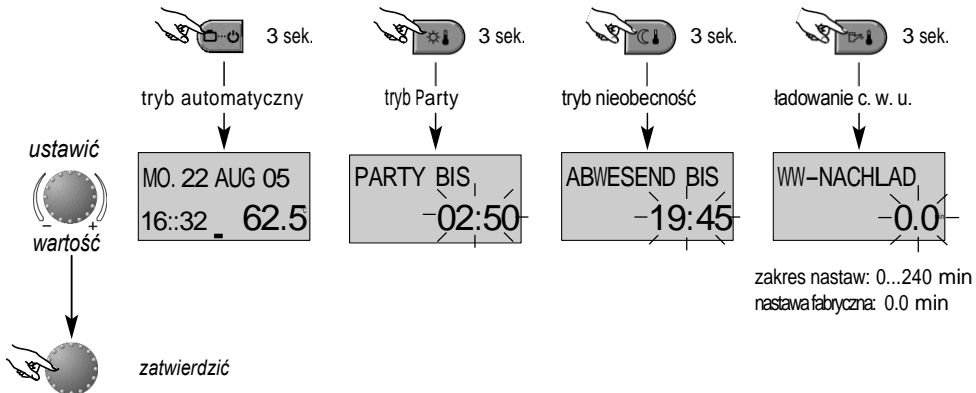 3 sek. 3 sek. 3 sek. 3 sek.
tryb automatyczny tryb Party tryb nieobecność ładowanie c. w. u.
ustawić
MO. 22 AUG 05 PARTY BIS ABWESEND BIS WW-NACHLAD
16::32 62.5 02:50 19:45 0.0
- +
wartość
zakres nastaw: 0...240 min
nastawa fabryczna: 0.0 min
zatwierdzić